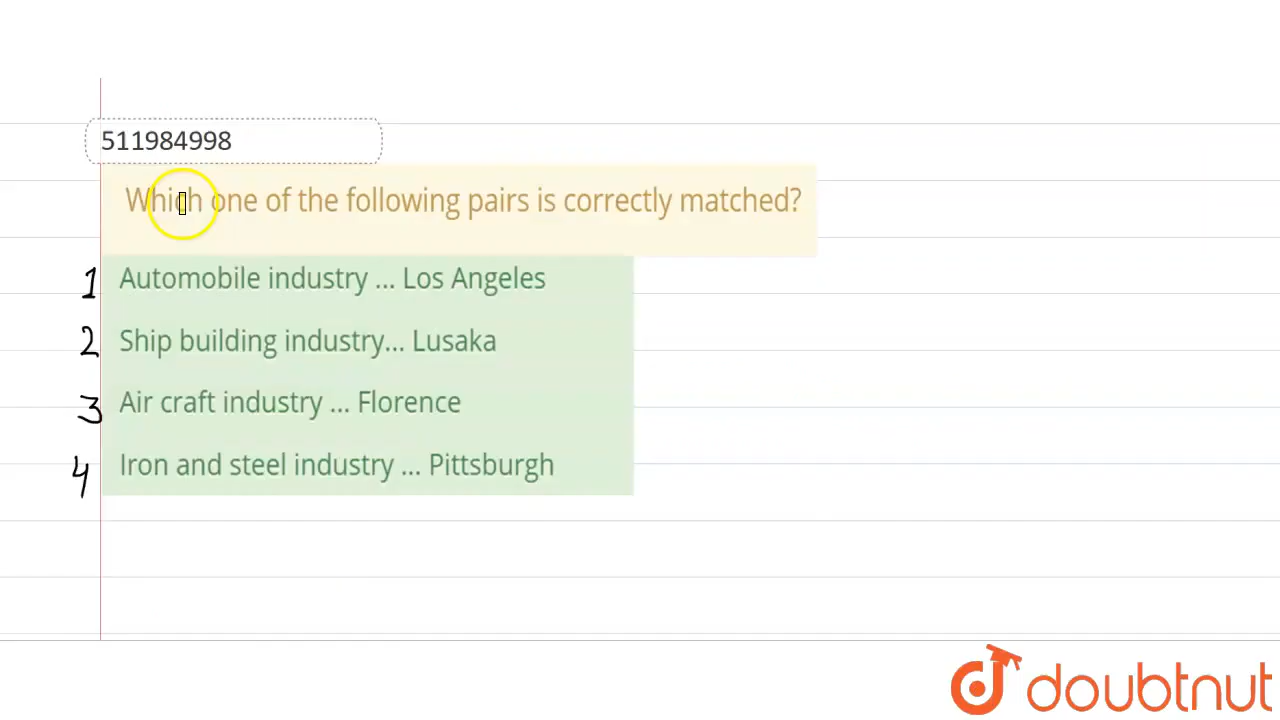 511984998
Which one of the following pairs is correctly matched?
1 Automobile industry ... Los Angeles
2 Ship building industry... Lusaka
3 Air craft industry ... Florence
4 Iron and steel industry ... Pittsburgh
doubtnut